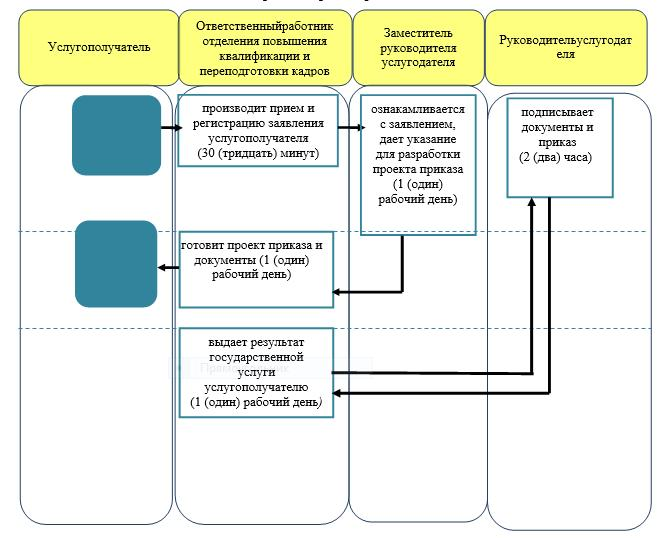 Услугополучатель
Ответственныйработник
отделения повышения
квалификации и
переподготовки кадров
Заместитель
руководителя
услугодателя
Руководительуслугодат
еля
производит прием и
регистрацию заявления
услугополучателя
(30 (тридцать) минут)
ознакамливается
с заявлением,
дает указание
для разработки
проекта приказа
(1 (один)
рабочий день)
подписывает
документы и
приказ
(2 (два) часа)
готовит проект приказа и
документы (1 (один)
рабочий день)
выдает результат
государственной
услуги
услугополучателю
(1 (один) рабочий день)